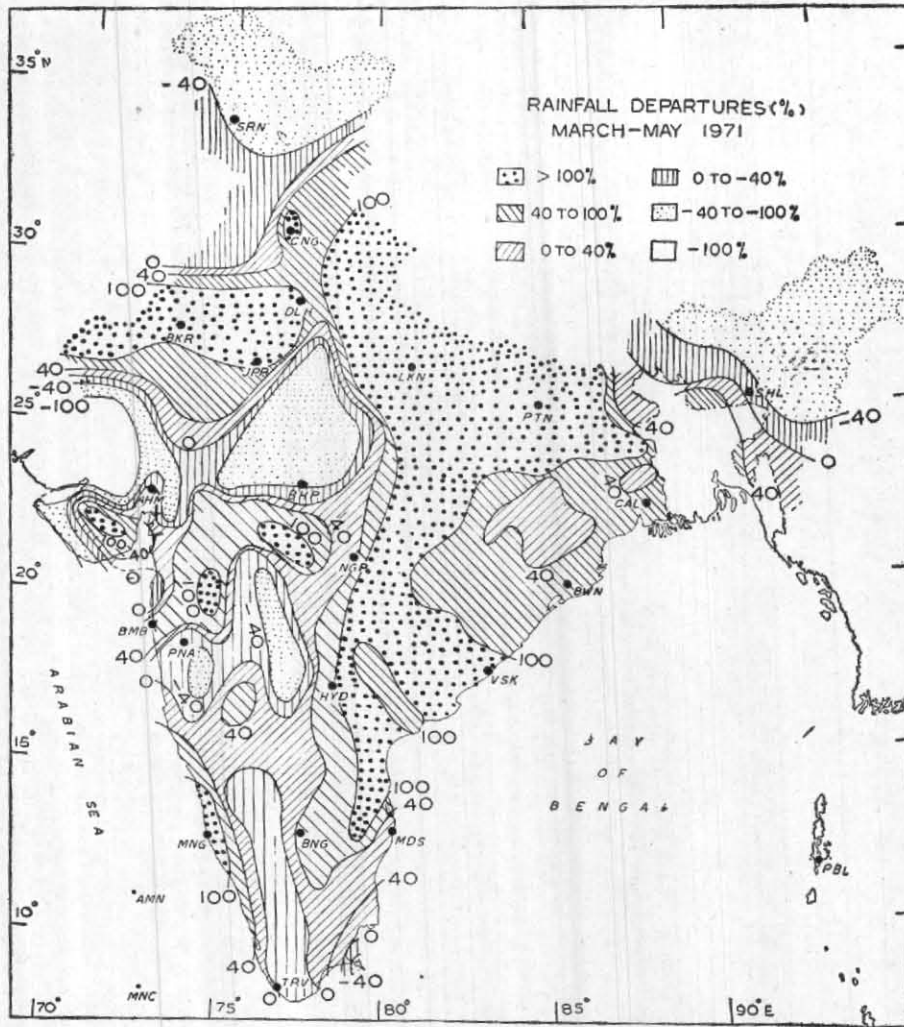 RAINFALL DEPARTURES (%)
MARCH-MAY 1971
> 100%
0 TO -40%
40 TO 100%
-40 TO -100%
0 TO 40%
-100%
35 N
-40
SRN
100
30°
CNG
0
40
100
DLH
BKR
JPR
LKN
40
-40
-100
25°
PTN
SHL
-40
-40
0
0
BHP
AHM
40
CAL
40
100
40
NGP
20°
0
40
BWN
0
BMB
40
PNA
40
100
VSK
0
HYD
40
ARABIAN
SEA
15°
100
BAY
OF
BENGAL
100
40
MNG
BNG
MDS
PBL
100
40
AMN
10°
0
40
TRV
-40
MNC
0
0
70°
75°
80°
85°
90°E